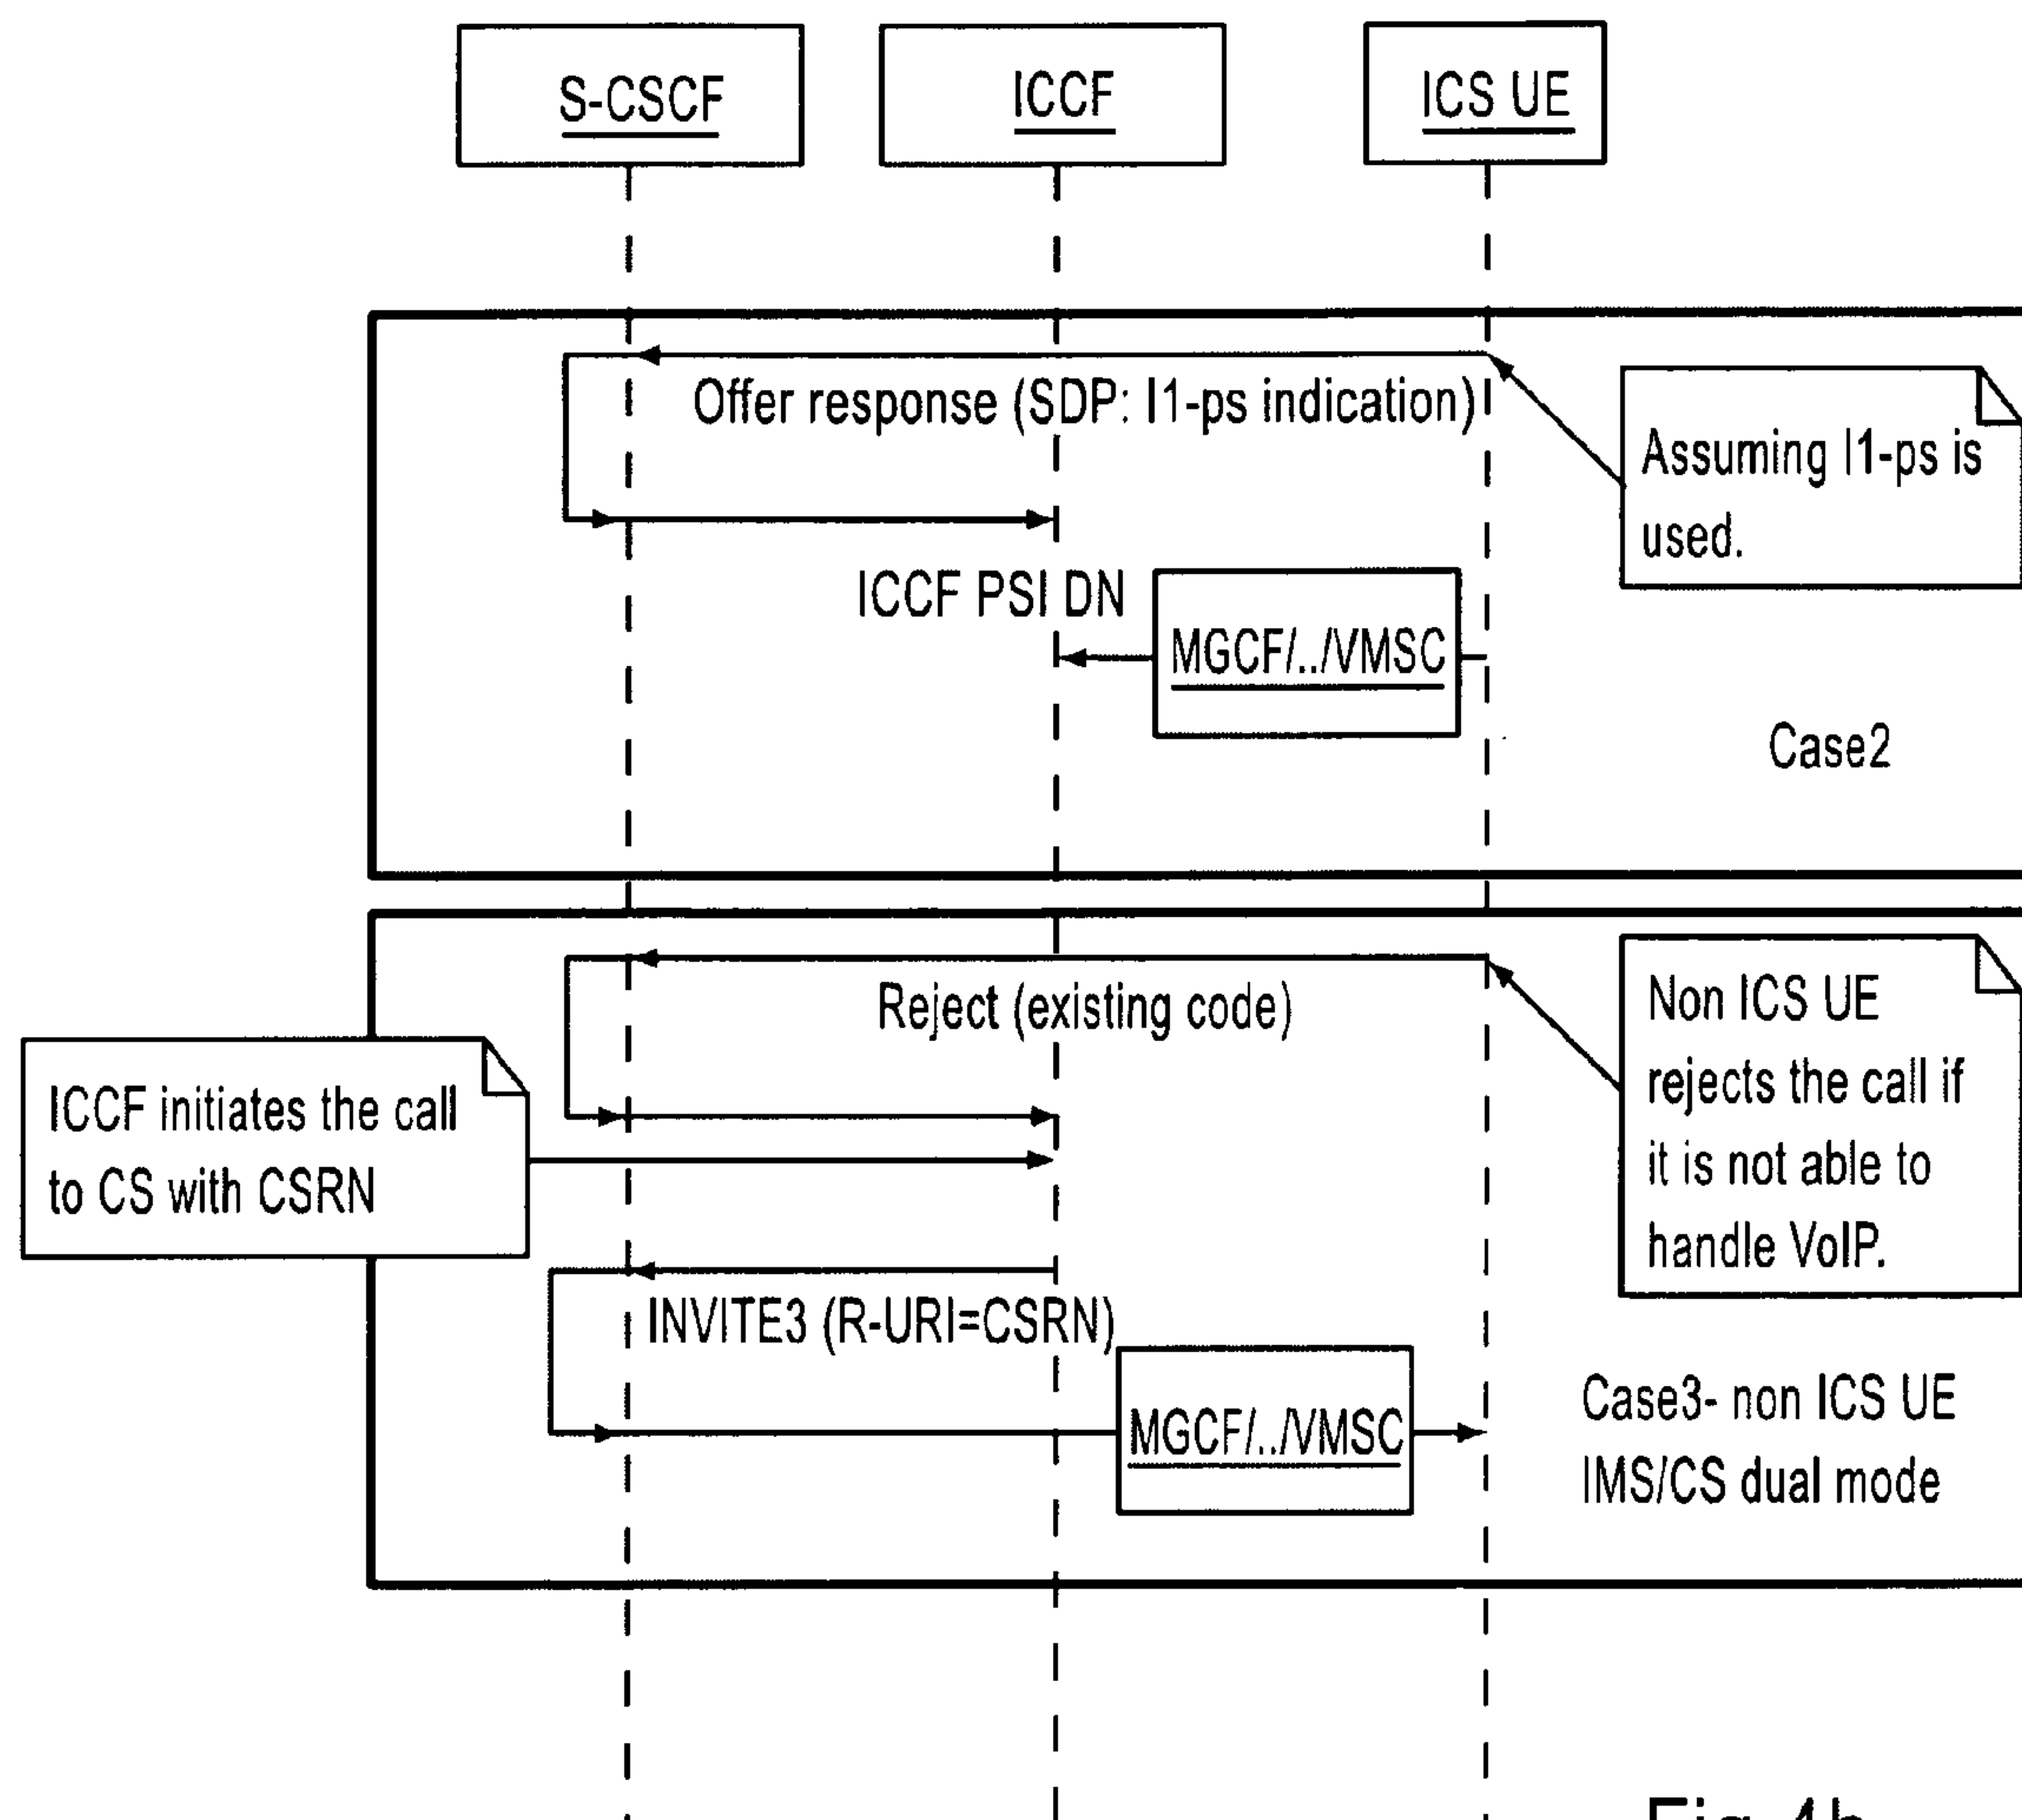 S-CSCF
ICCF
ICS UE
Offer response (SDP: I1-ps indication)
Assuming I1-ps is
used.
ICCF PSI DN
MGCF/../VMSC
Case2
Reject (existing code)
Non ICS UE
rejects the call if
it is not able to
handle VoIP.
ICCF initiates the call
to CS with CSRN
INVITE3 (R-URI=CSRN)
MGCF/../VMSC
Case3- non ICS UE
IMS/CS dual mode